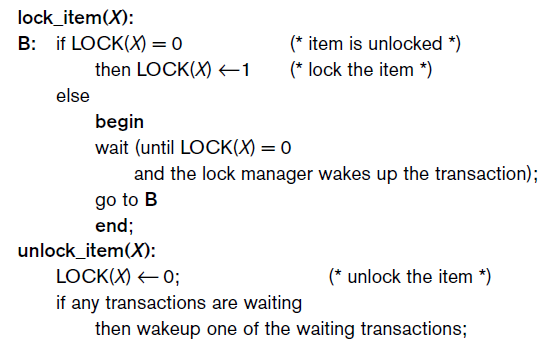 lock_item(X):
B: if LOCK(X) = 0 (* item is unlocked *)
then LOCK(X) ←1 (* lock the item *)
else
begin
wait (until LOCK(X) = 0
and the lock manager wakes up the transaction);
go to B
end;
unlock_item(X):
LOCK(X) ← 0; (* unlock the item *)
if any transactions are waiting
then wakeup one of the waiting transactions;